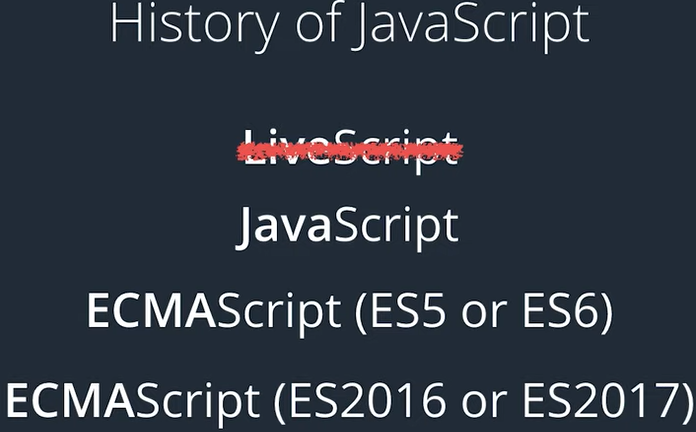 History of JavaScript
LiveScript
JavaScript
ECMAScript (ES5 or ES6)
ECMAScript (ES2016 or ES2017)